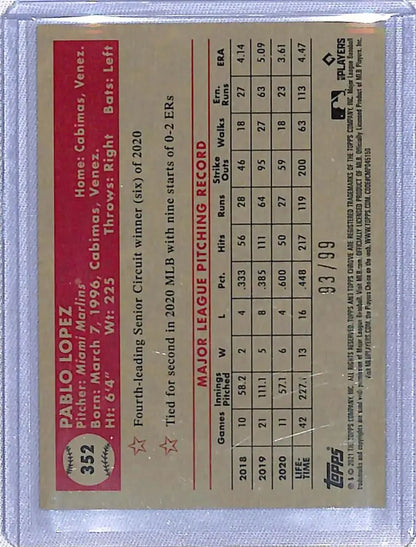 352
PABLO LOPEZ
Pitcher: Miami Marlins
Home: Cabimas, Venez.
Born: March 7, 1996, Cabimas, Venez.
Ht: 6'4" Wt: 225 Throws: Right Bats: Left
Fourth-leading Senior Circuit winner (six) of 2020
Tied for second in 2020 MLB with nine starts of 0-2 ERs
MAJOR LEAGUE PITCHING RECORD
Games Innings Pitched W L Pct. Hits Runs Strike Outs Walks Ern. Runs ERA
2018 10 58.2 2 4 .333 56 28 46 18 27 4.14
2019 21 111.1 5 8 .385 111 64 95 27 63 5.09
2020 11 57.1 6 4 .600 50 27 59 18 23 3.61
LIFE-TIME 42 227.1 13 16 .448 217 119 200 63 113 4.47
03/99
topps
MLB PLAYERS